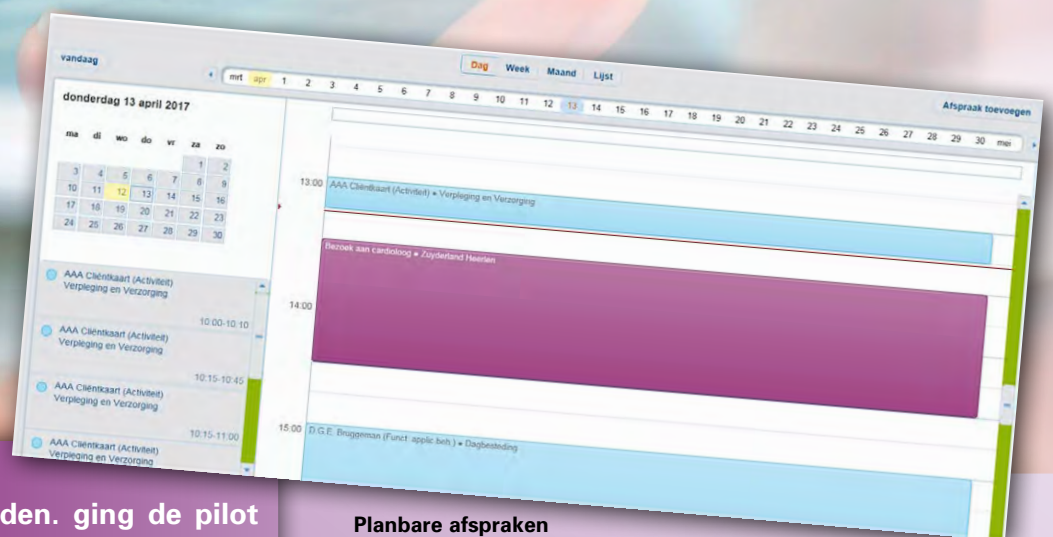 vandaag
Dag Week Maand Lijst
Afspraak toevoegen
mrt apr 1 2 3 4 5 6 7 8 9 10 11 12 13 14 15 16 17 18 19 20 21 22 23 24 25 26 27 28 29 30 mei
donderdag 13 april 2017
ma di wo do vr za zo
1 2
3 4 5 6 7 8 9
10 11 12 13 14 15 16
17 18 19 20 21 22 23
24 25 26 27 28 29 30
AAA Cliëntkaart (Activiteit)
Verpleging en Verzorging
10:00-10:10
AAA Cliëntkaart (Activiteit)
Verpleging en Verzorging
10:15-10:45
AAA Cliëntkaart (Activiteit)
Verpleging en Verzorging
10:15-11:00
AAA Cliëntkaart (Activiteit)
Verpleging en Verzorging
13:00 AAA Cliëntkaart (Activiteit) • Verpleging en Verzorging
Bezoek aan cardioloog • Zuyderland Heerlen
14:00
15:00 D.G.E. Bruggeman (Funct. applic.beh.) • Dagbesteding
den. ging de pilot
Planbare afspraken